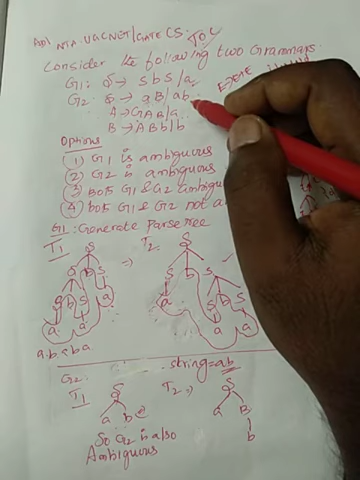 NTA-UGCNET/GATE CS: TOC
Consider the following two Grammars:
G1: S → SbS/a
G2: S → aB/ab
A → GAB/a
B → ABb/b
Options
1 G1 is ambiguous
2 G2 is ambiguous
3 Both G1 & G2 ambigu
4 both G1 & G2 not a
G1: Generate Parse tree
T1 S ⇒ T2 S
S b S
S b S
a a a
a b a b a
G2: string = ab
T1 S T2 ⇒ S
a b a B
b
So G2 is also
Ambiguous